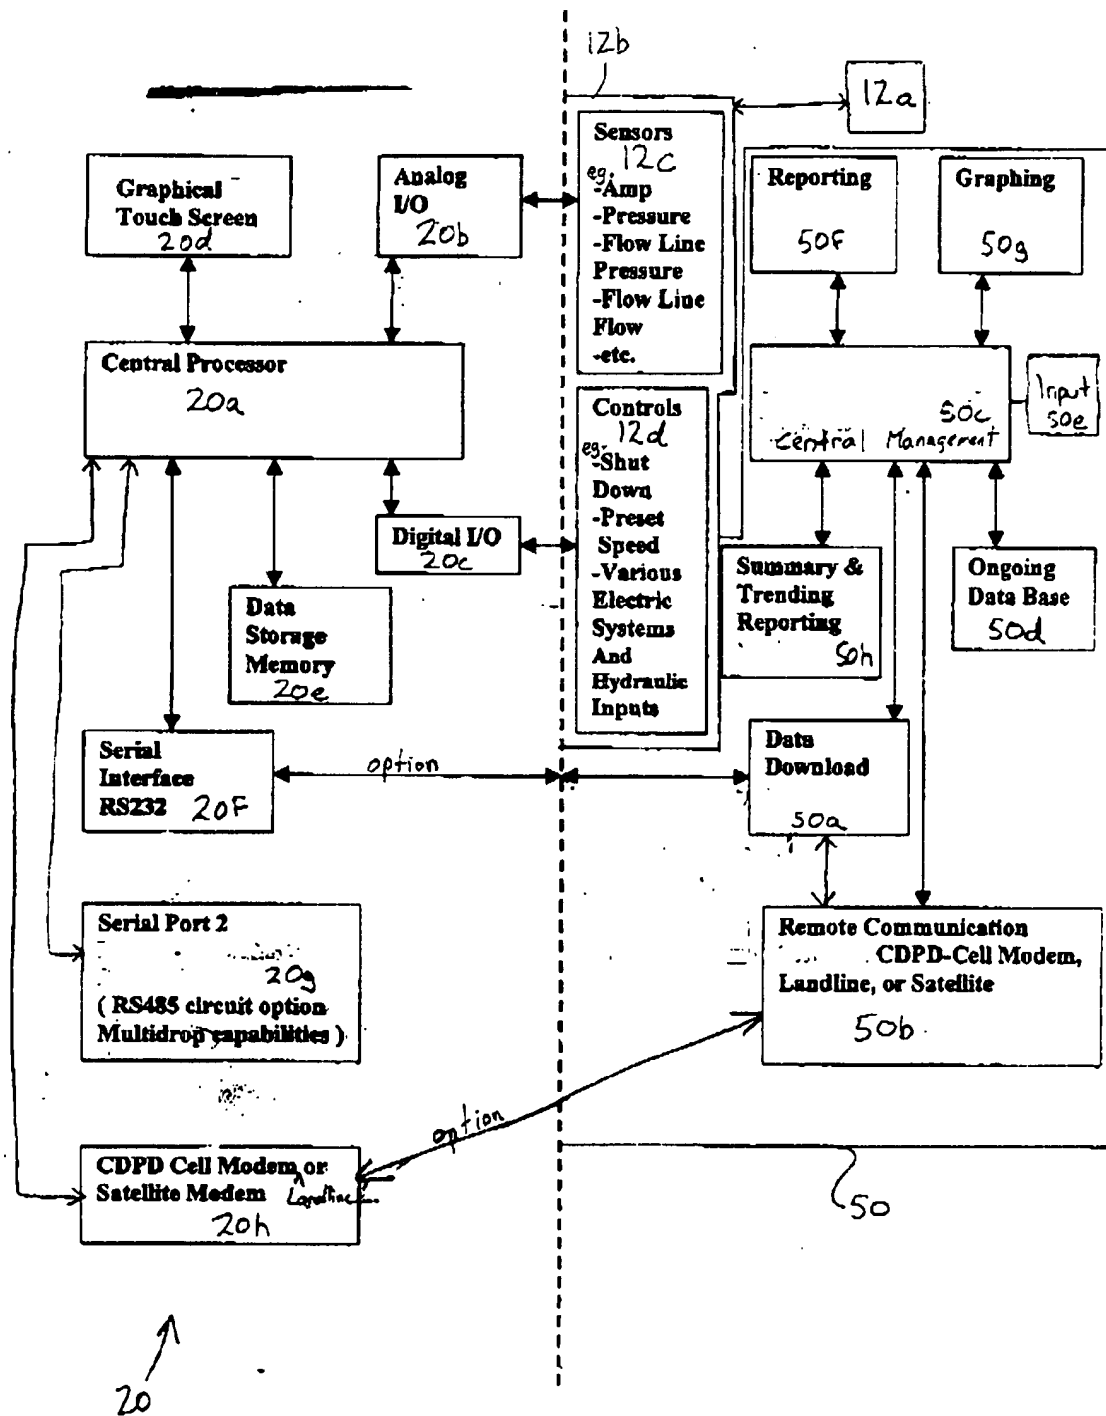 12b
12a
Sensors
12c
eg.
-Amp
-Pressure
-Flow Line
Pressure
-Flow Line
Flow
-etc.
Graphical
Touch Screen
20d
Analog
I/O
20b
Reporting
50f
Graphing
50g
Central Processor
20a
Controls
12d
eg.
-Shut
Down
-Preset
Speed
-Various
Electric
Systems
And
Hydraulic
Inputs
50c
Central Management
Input
50e
Digital I/O
20c
Data
Storage
Memory
20e
Summary &
Trending
Reporting
50h
Ongoing
Data Base
50d
Serial
Interface
RS232 20F
option
Data
Download
50a
Serial Port 2
20g
( RS485 circuit option
Multidrop capabilities )
Remote Communication
CDPD-Cell Modem,
Landline, or Satellite
50b
option
CDPD Cell Modem or
Satellite Modem Landline
20h
50
20